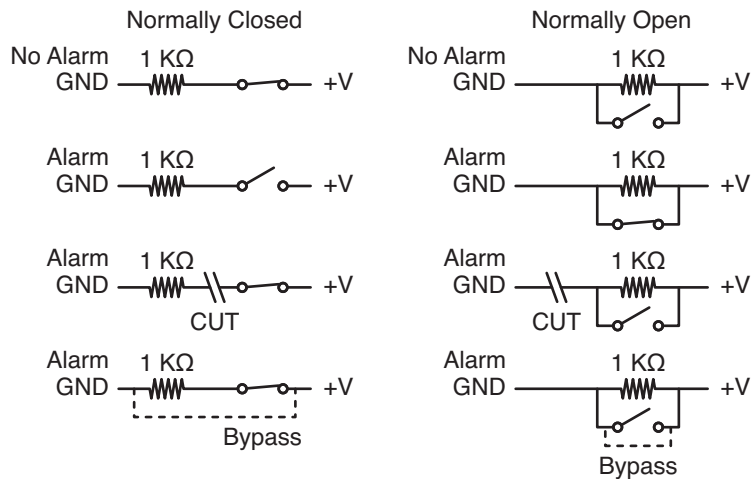 Normally Closed
No Alarm 1 KΩ
GND +V
Alarm 1 KΩ
GND +V
Alarm 1 KΩ
GND +V
CUT
Alarm 1 KΩ
GND +V
Bypass
Normally Open
No Alarm 1 KΩ
GND +V
Alarm 1 KΩ
GND +V
Alarm 1 KΩ
GND +V
CUT
Alarm 1 KΩ
GND +V
Bypass